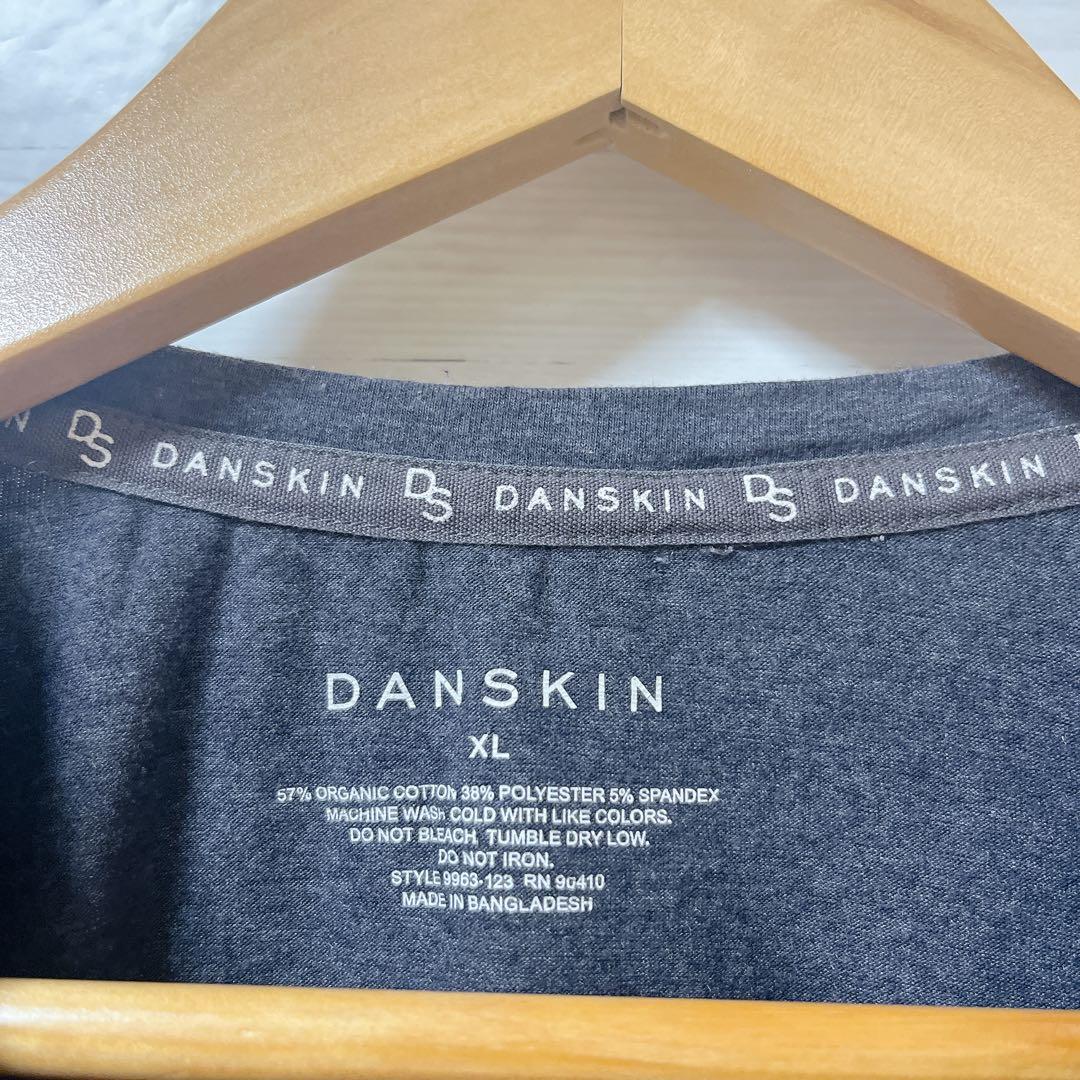 N DS DANSKIN DS DANSKIN DS DANSKIN
DANSKIN
XL
57% ORGANIC COTTON 38% POLYESTER 5% SPANDEX
MACHINE WASH COLD WITH LIKE COLORS.
DO NOT BLEACH, TUMBLE DRY LOW.
DO NOT IRON.
STYLE 9963-123 RN 90410
MADE IN BANGLADESH